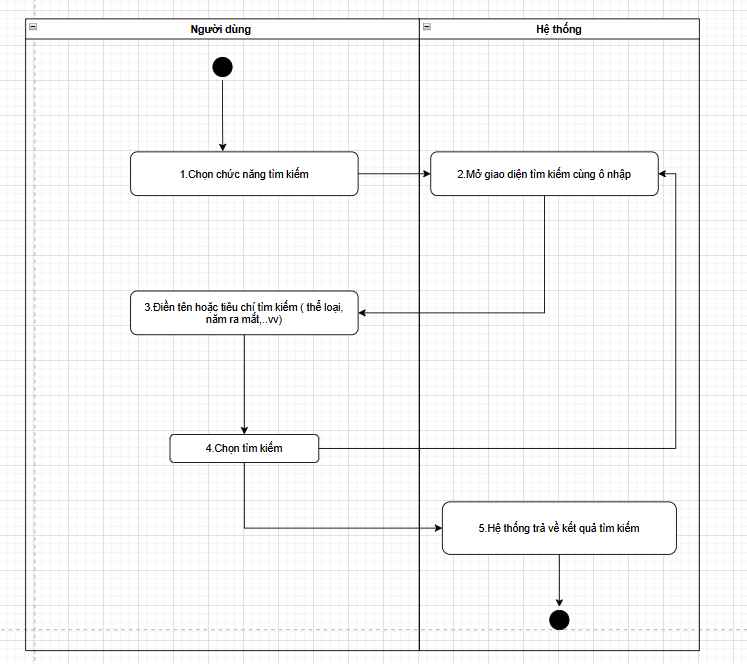 Người dùng
Hệ thống
1.Chọn chức năng tìm kiếm
2.Mở giao diện tìm kiếm cùng ô nhập
3.Điền tên hoặc tiêu chí tìm kiếm ( thể loại,
năm ra mắt,..vv)
4.Chọn tìm kiếm
5.Hệ thống trả về kết quả tìm kiếm